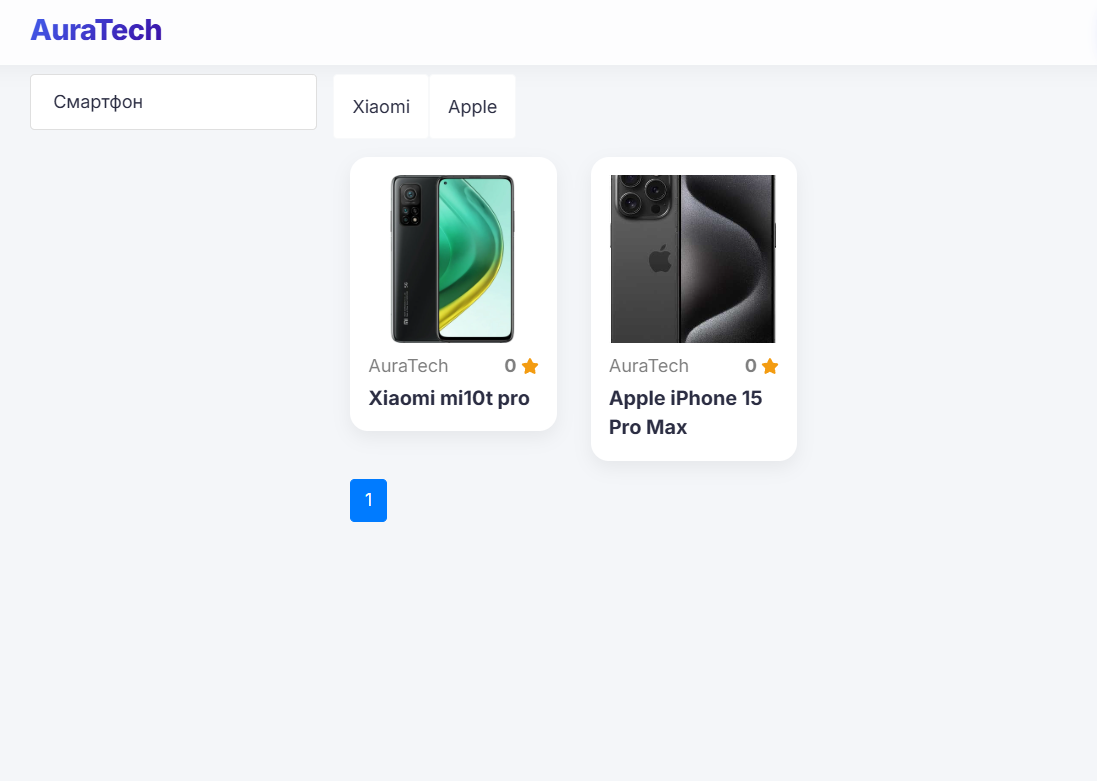 AuraTech
Смартфон
Xiaomi
Apple
AuraTech 0
Xiaomi mi10t pro
AuraTech 0
Apple iPhone 15
Pro Max
1